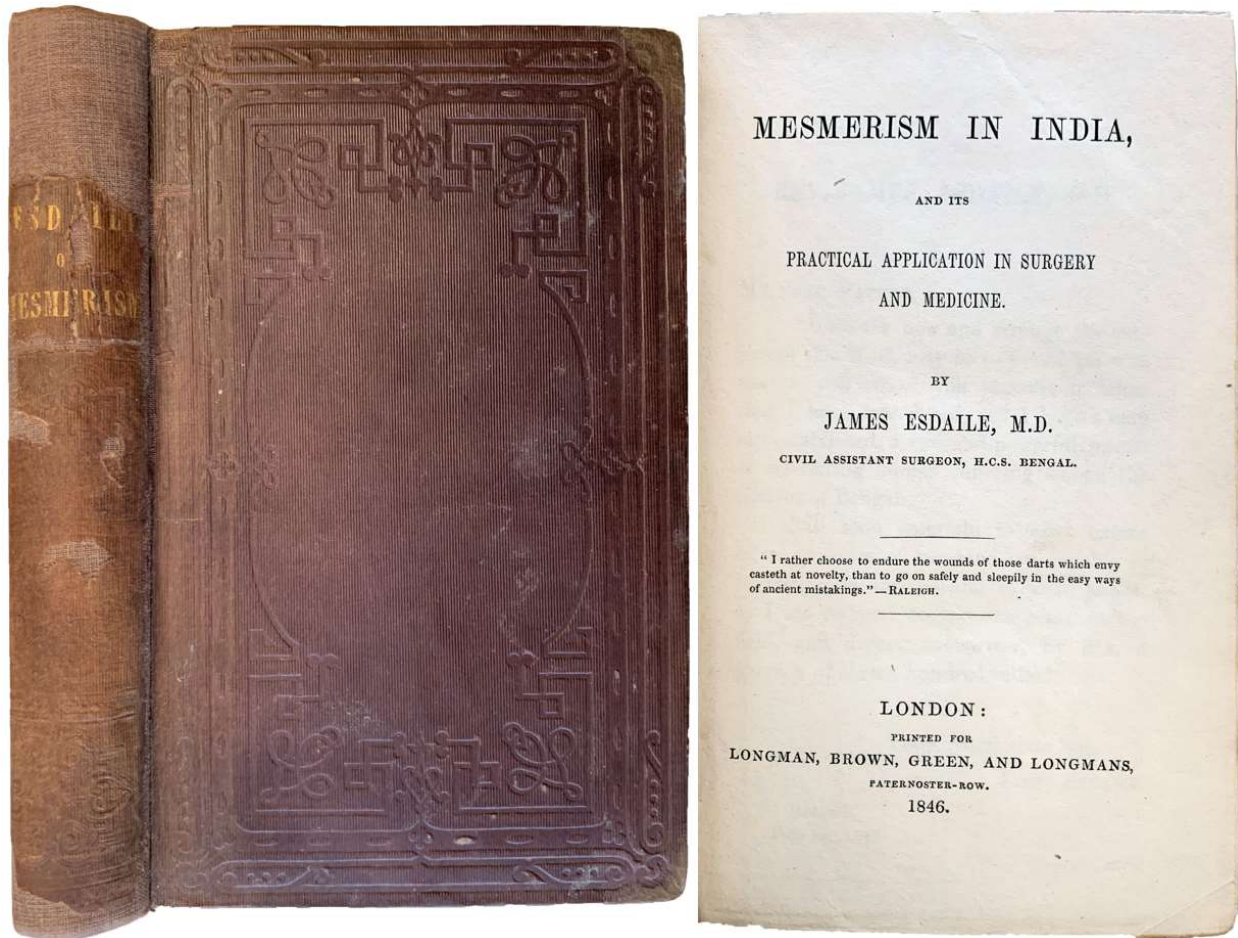 O
MESMERISM
MESMERISM IN INDIA,
AND ITS
PRACTICAL APPLICATION IN SURGERY
AND MEDICINE.
BY
JAMES ESDAILE, M.D.
CIVIL ASSISTANT SURGEON, H.C.S. BENGAL.
" I rather choose to endure the wounds of those darts which envy
casteth at novelty, than to go on safely and sleepily in the easy ways
of ancient mistakings."—RALEIGH.
LONDON:
PRINTED FOR
LONGMAN, BROWN, GREEN, AND LONGMANS,
PATERNOSTER-ROW.
1846.